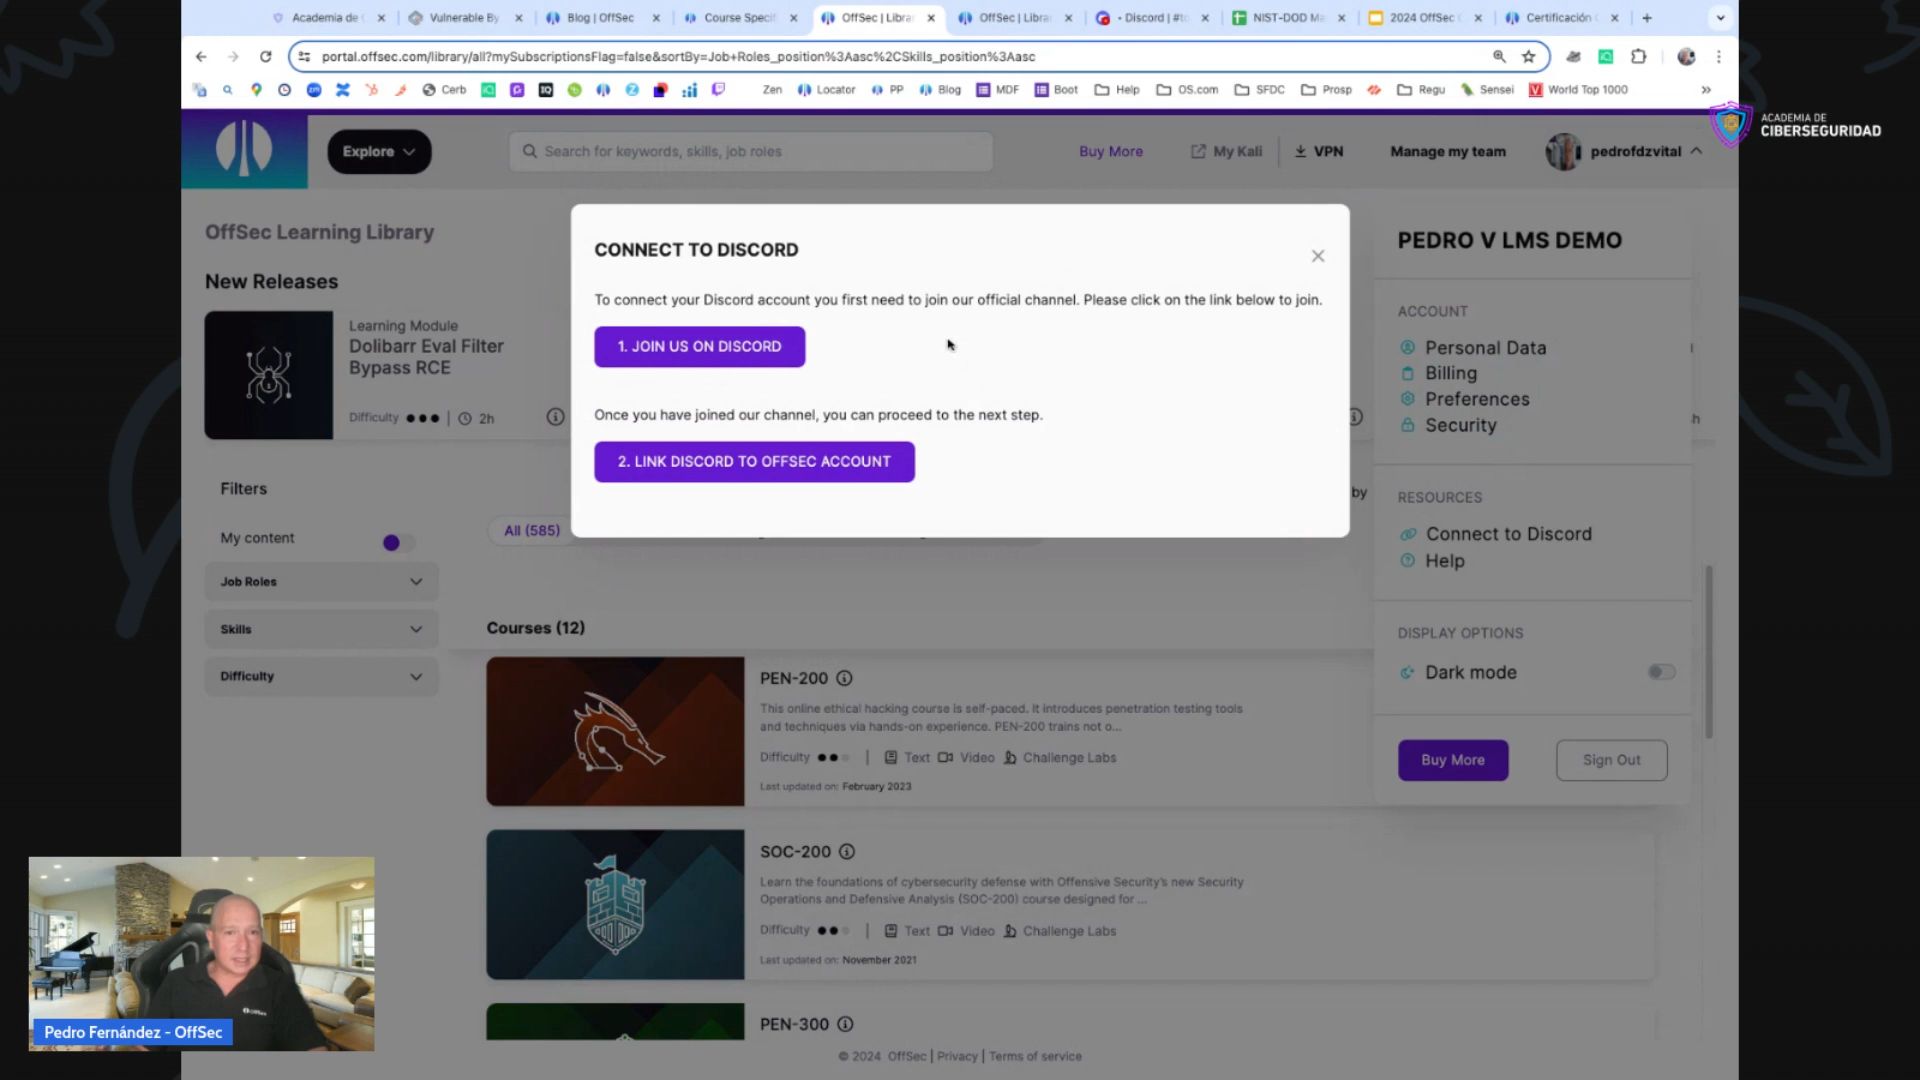 Academia de C
Vulnerable By
Blog | OffSec
Course Specif
OffSec | Librar
OffSec | Librar
• Discord | #to
NIST-DOD Ma
2024 OffSec
Certificación
portal.offsec.com/library/all?mySubscriptionsFlag=false&sortBy=Job+Roles_position%3Aasc%2CSkills_position%3Aasc
Cerb
Zen
Locator
PP
Blog
MDF
Boot
Help
OS.com
SFDC
Prosp
Regu
Sensei
World Top 1000
ACADEMIA DE
CIBERSEGURIDAD
Explore
Search for keywords, skills, job roles
Buy More
My Kali
VPN
Manage my team
pedrofdzvital
OffSec Learning Library
New Releases
Learning Module
Dolibarr Eval Filter
Bypass RCE
Difficulty
2h
CONNECT TO DISCORD
To connect your Discord account you first need to join our official channel. Please click on the link below to join.
1. JOIN US ON DISCORD
Once you have joined our channel, you can proceed to the next step.
2. LINK DISCORD TO OFFSEC ACCOUNT
PEDRO V LMS DEMO
ACCOUNT
Personal Data
Billing
Preferences
Security
RESOURCES
Connect to Discord
Help
DISPLAY OPTIONS
Dark mode
Buy More
Sign Out
by
Filters
My content
Job Roles
Skills
Difficulty
All (585)
Courses (12)
PEN-200
This online ethical hacking course is self-paced. It introduces penetration testing tools
and techniques via hands-on experience. PEN-200 trains not o...
Difficulty
Text
Video
Challenge Labs
Last updated on: February 2023
SOC-200
Learn the foundations of cybersecurity defense with Offensive Security's new Security
Operations and Defensive Analysis (SOC-200) course designed for ...
Difficulty
Text
Video
Challenge Labs
Last updated on: November 2021
PEN-300
© 2024 OffSec | Privacy | Terms of service
OffSec
Pedro Fernández - OffSec